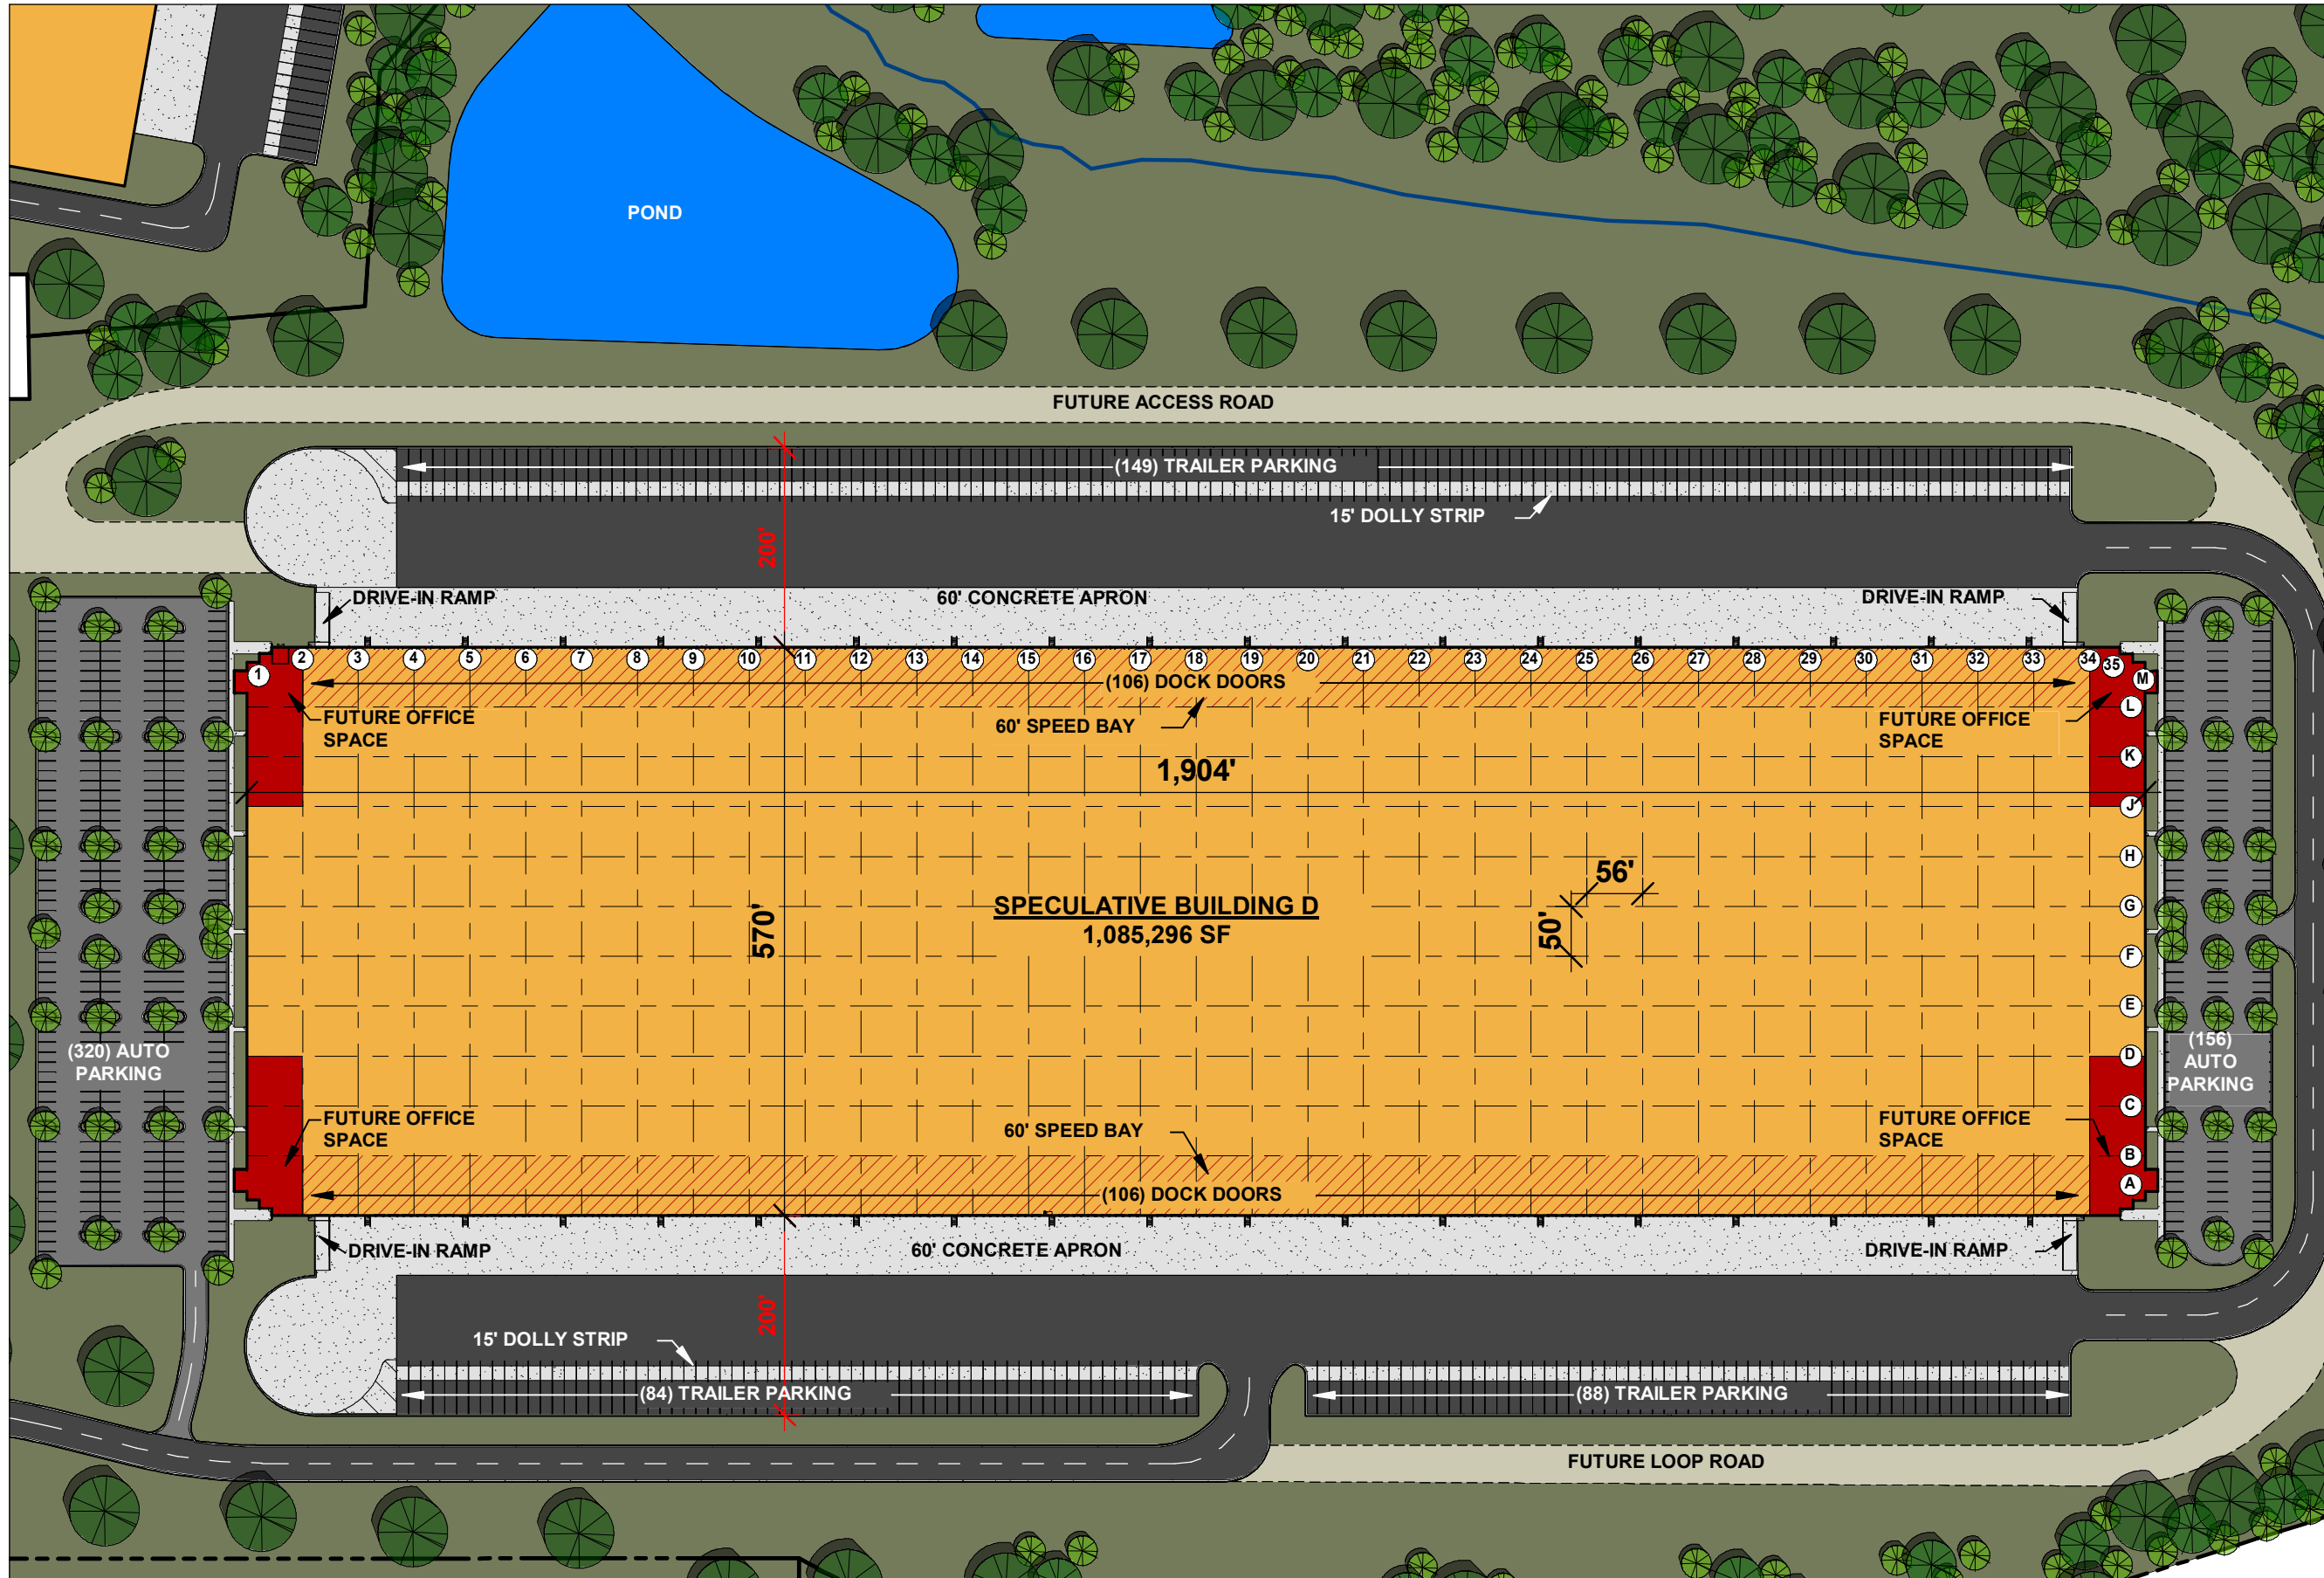 POND
FUTURE ACCESS ROAD
(149) TRAILER PARKING
15' DOLLY STRIP
200'
DRIVE-IN RAMP
60' CONCRETE APRON
DRIVE-IN RAMP
1 2 3 4 5 6 7 8 9 10 11 12 13 14 15 16 17 18 19 20 21 22 23 24 25 26 27 28 29 30 31 32 33 34 35
(106) DOCK DOORS
M
L
FUTURE OFFICE
SPACE
60' SPEED BAY
FUTURE OFFICE
SPACE
K
1,904'
J
H
56'
50'
G
SPECULATIVE BUILDING D
1,085,296 SF
570'
F
E
(320) AUTO
PARKING
D
(156)
AUTO
PARKING
C
FUTURE OFFICE
SPACE
60' SPEED BAY
FUTURE OFFICE
SPACE
B
A
(106) DOCK DOORS
DRIVE-IN RAMP
60' CONCRETE APRON
DRIVE-IN RAMP
200'
15' DOLLY STRIP
(84) TRAILER PARKING
(88) TRAILER PARKING
FUTURE LOOP ROAD